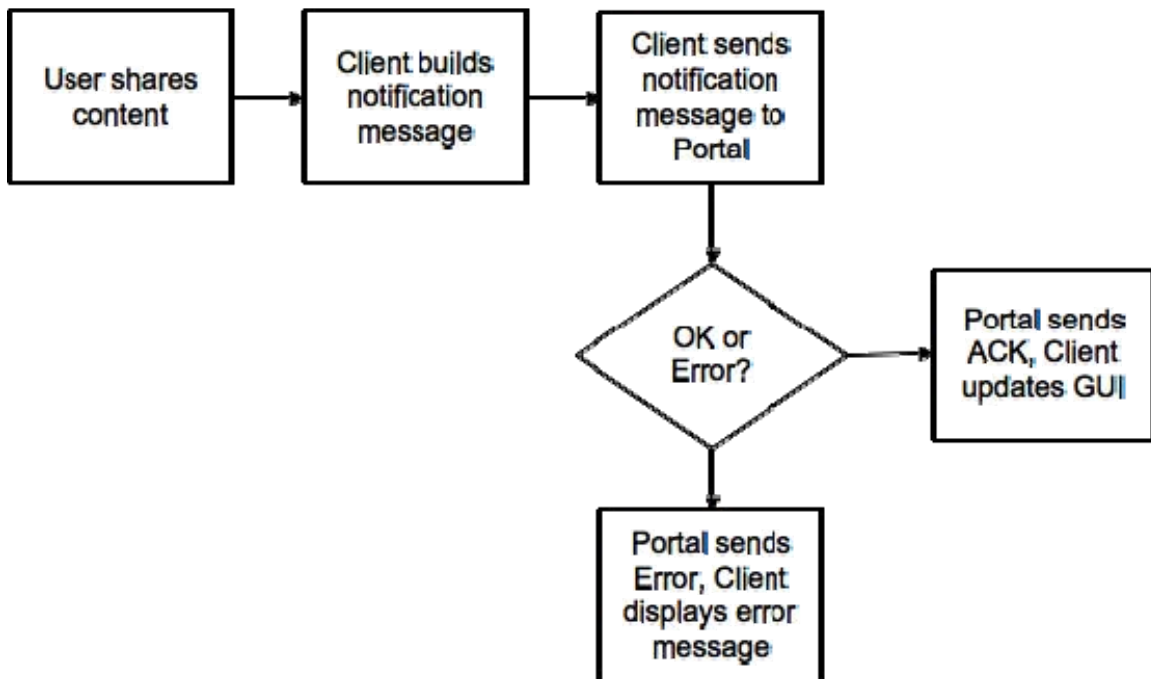 User shares
content
Client builds
notification
message
Client sends
notification
message to
Portal
OK or
Error?
Portal sends
ACK, Client
updates GUI
Portal sends
Error, Client
displays error
message